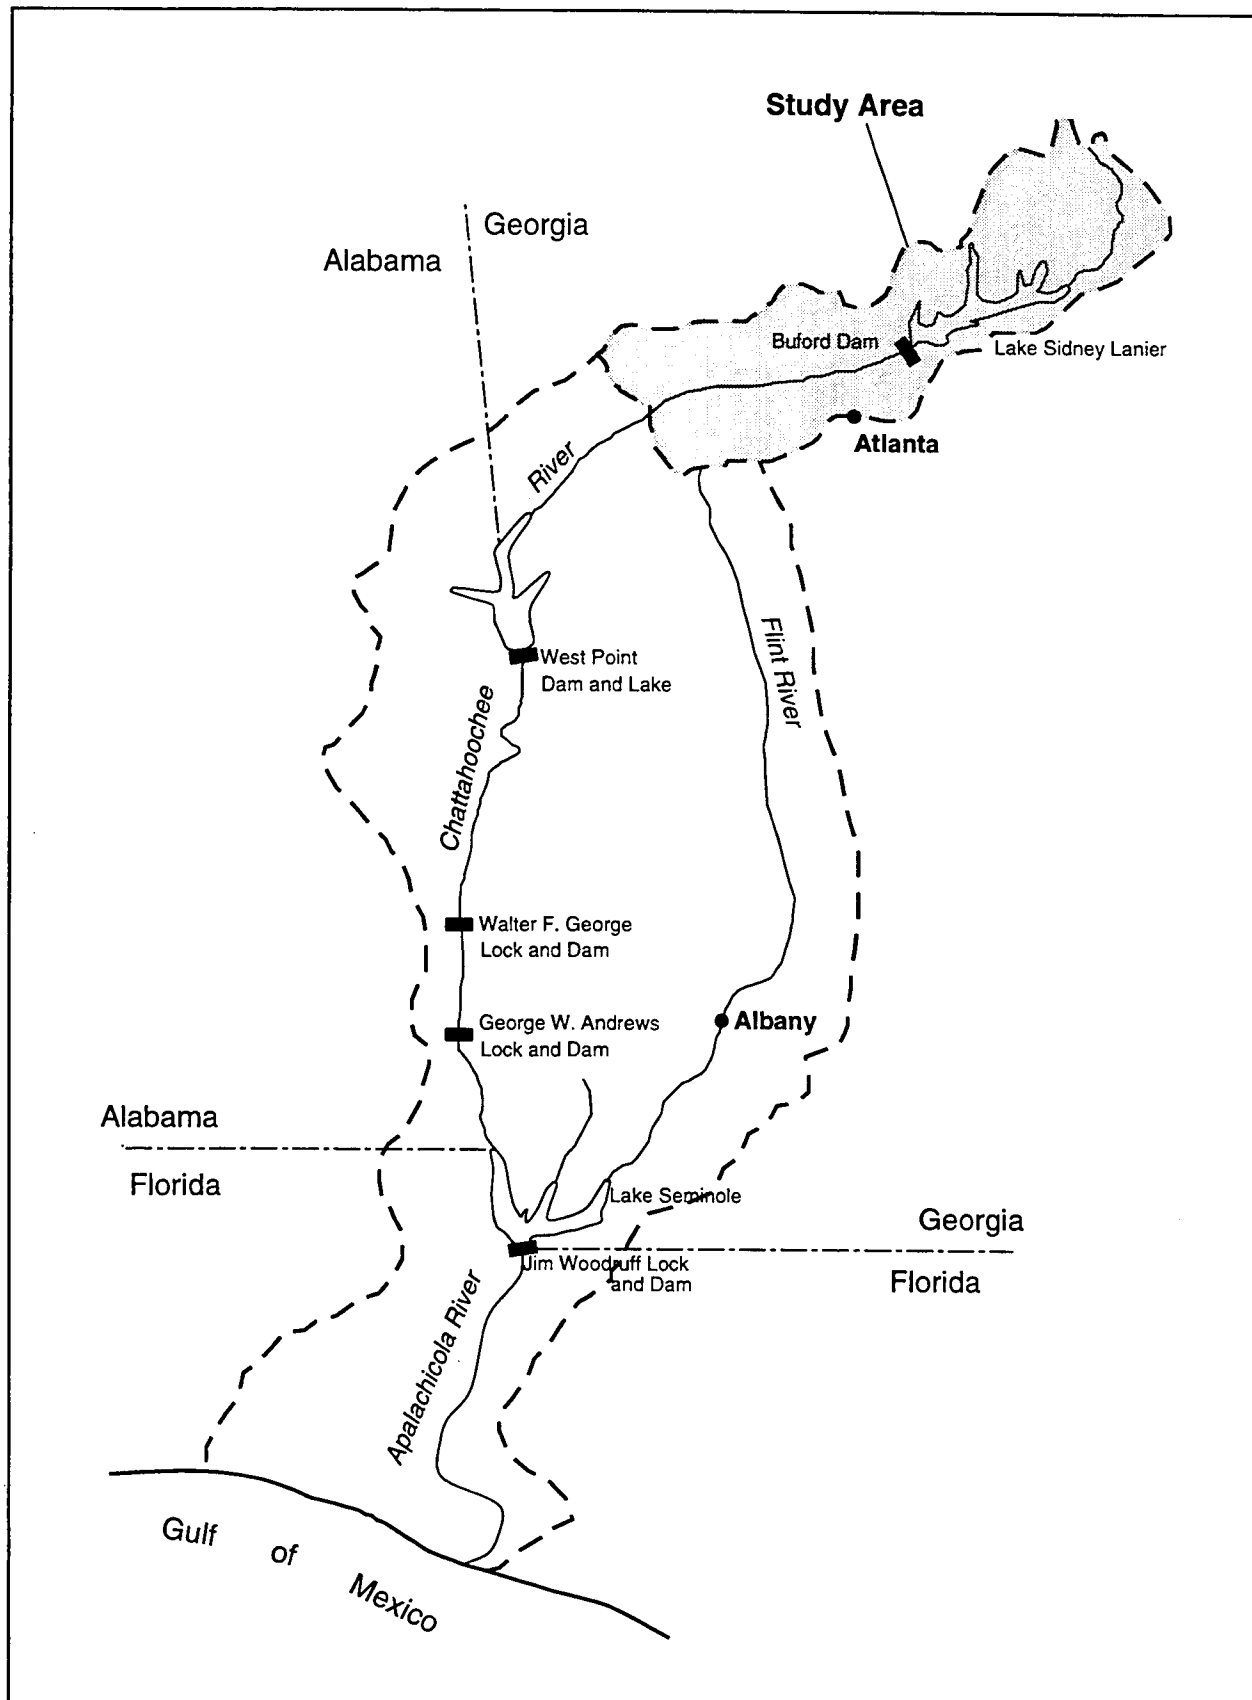 Study Area
Georgia
Alabama
Buford Dam
Lake Sidney Lanier
Atlanta
River
Flint River
West Point
Dam and Lake
Chattahoochee
Walter F. George
Lock and Dam
George W. Andrews
Lock and Dam
Albany
Alabama
Florida
Lake Seminole
Georgia
Florida
Jim Woodruff Lock
and Dam
Apalachicola River
Gulf of Mexico